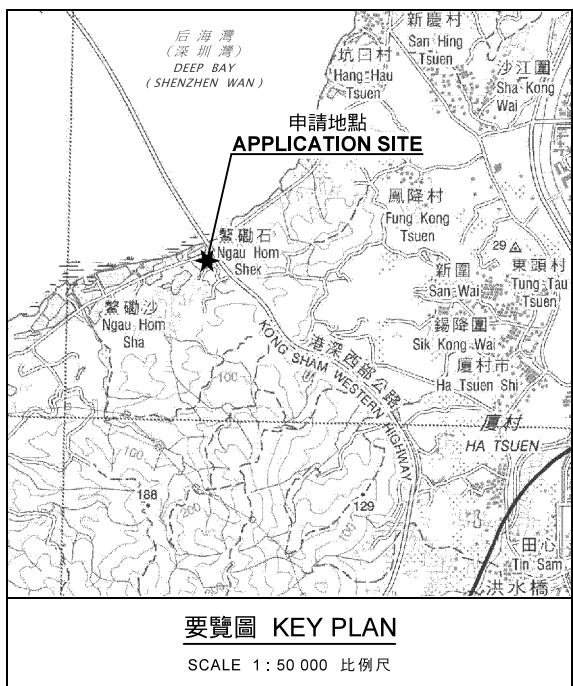 后海灣
(深圳灣)
DEEP BAY
(SHENZHEN WAN)
新慶村
San Hing
Tsuen
坑口村
Hang Hau
Tsuen
沙江圍
Sha Kong
Wai
申請地點
APPLICATION SITE
鳳降村
Fung Kong
Tsuen
鰲磡石
Ngau Hom
Shek
29
新圍
San Wai
東頭村
Tung Tau
Tsuen
鰲磡沙
Ngau Hom
Sha
錫降圍
Sik Kong Wai
港深西部公路
KONG SHAM WESTERN HIGHWAY
廈村市
Ha Tsuen Shi
100
廈村
HA TSUEN
100
188
200
129
100
田心
Tin Sam
洪水橋
要覽圖 KEY PLAN
SCALE 1 : 50 000 比例尺